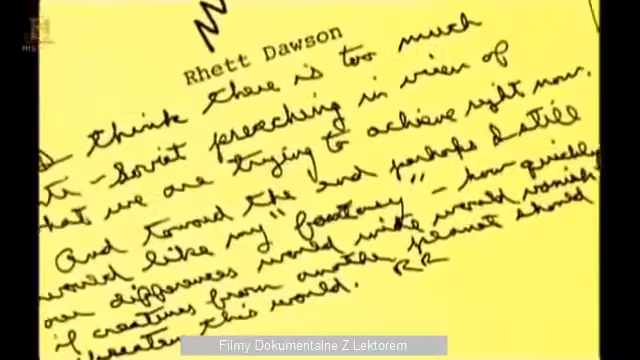 H
Rhett Dawson
I think there is too much
nti-Soviet preaching in view of
hat we are trying to achieve right now.
And toward the end perhaps I still
would like my "fantasy" – how quickly
our differences world wide would vanish
if creatures from another planet should
threaten this world. RR
Filmy Dokumentalne Z Lektorem